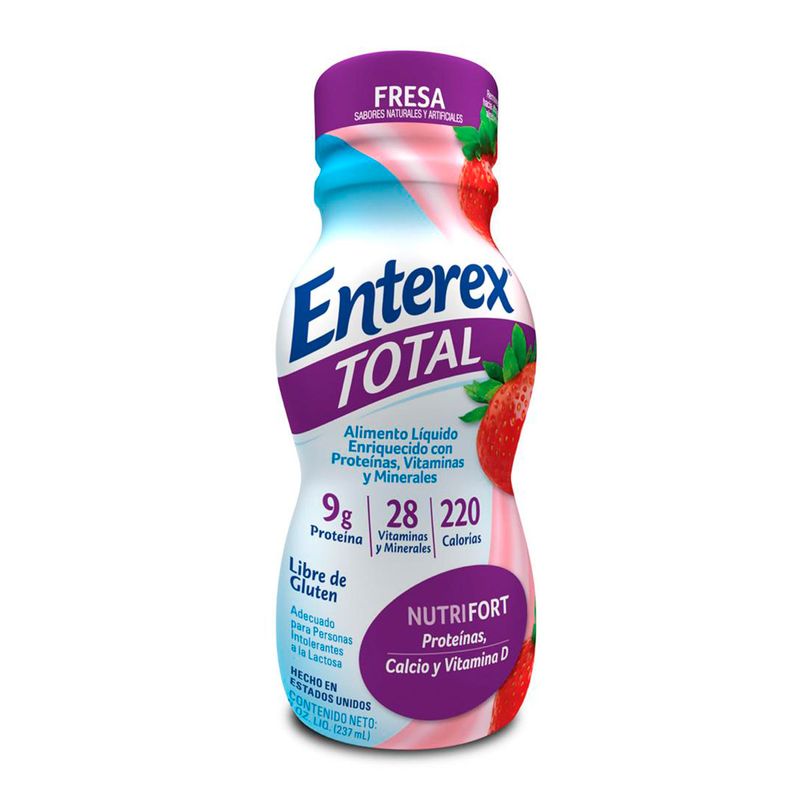 FRESA
SABORES NATURALES Y ARTIFICIALES
Enterex®
TOTAL
Alimento Líquido
Enriquecido con
Proteínas, Vitaminas
y Minerales
9g
Proteína
28
Vitaminas
y Minerales
220
Calorías
Libre de
Gluten
Adecuado
para Personas
Intolerantes
a la Lactosa
NUTRIFORT
Proteínas,
Calcio y Vitamina D
HECHO EN
ESTADOS UNIDOS
CONTENIDO NETO:
OZ. LIQ. (237 mL)